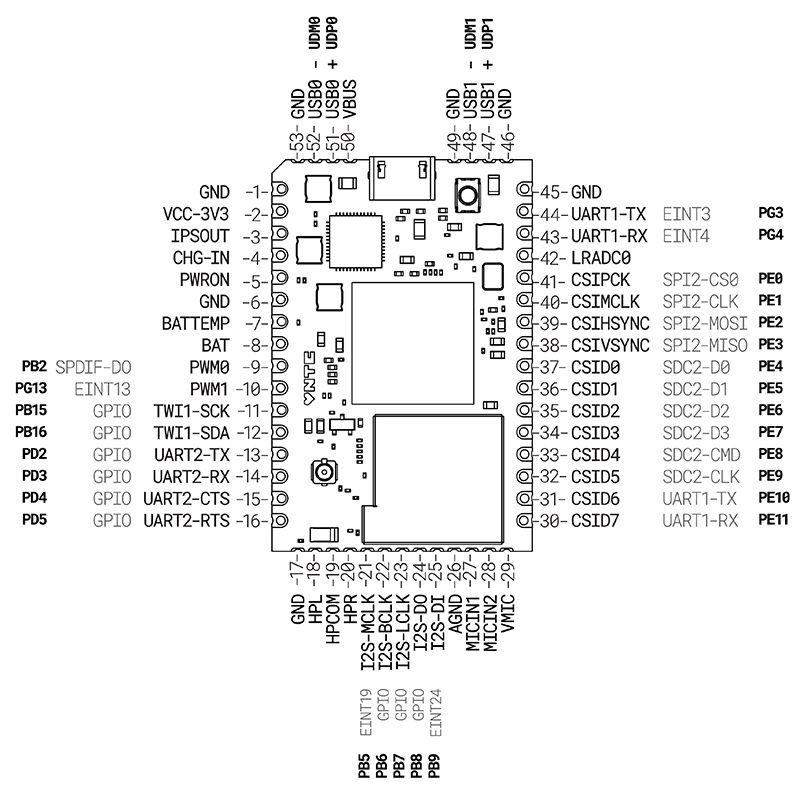 - UDM0
+ UDP0
- UDM1
+ UDP1
53- GND
52- USB0
51- USB0
50- VBUS
49- GND
48- USB1
47- USB1
46- GND
GND -1-
VCC-3V3 -2-
IPSOUT -3-
CHG-IN -4-
PWRON -5-
GND -6-
BATTEMP -7-
BAT -8-
PB2 SPDIF-DO PWM0 -9-
PG13 EINT13 PWM1 -10-
PB15 GPIO TWI1-SCK -11-
PB16 GPIO TWI1-SDA -12-
PD2 GPIO UART2-TX -13-
PD3 GPIO UART2-RX -14-
PD4 GPIO UART2-CTS -15-
PD5 GPIO UART2-RTS -16-
NTC
-45- GND
-44- UART1-TX EINT3 PG3
-43- UART1-RX EINT4 PG4
-42- LRADC0
-41- CSIPCK SPI2-CS0 PE0
-40- CSIMCLK SPI2-CLK PE1
-39- CSIHSYNC SPI2-MOSI PE2
-38- CSIVSYNC SPI2-MISO PE3
-37- CSID0 SDC2-D0 PE4
-36- CSID1 SDC2-D1 PE5
-35- CSID2 SDC2-D2 PE6
-34- CSID3 SDC2-D3 PE7
-33- CSID4 SDC2-CMD PE8
-32- CSID5 SDC2-CLK PE9
-31- CSID6 UART1-TX PE10
-30- CSID7 UART1-RX PE11
GND -17-
HPL -18-
HPCOM -19-
HPR -20-
PB5 EINT19 I2S-MCLK -21-
PB6 GPIO I2S-BCLK -22-
PB7 GPIO I2S-LCLK -23-
PB8 GPIO I2S-DO -24-
PB9 EINT24 I2S-DI -25-
AGND -26-
MICIN1 -27-
MICIN2 -28-
VMIC -29-